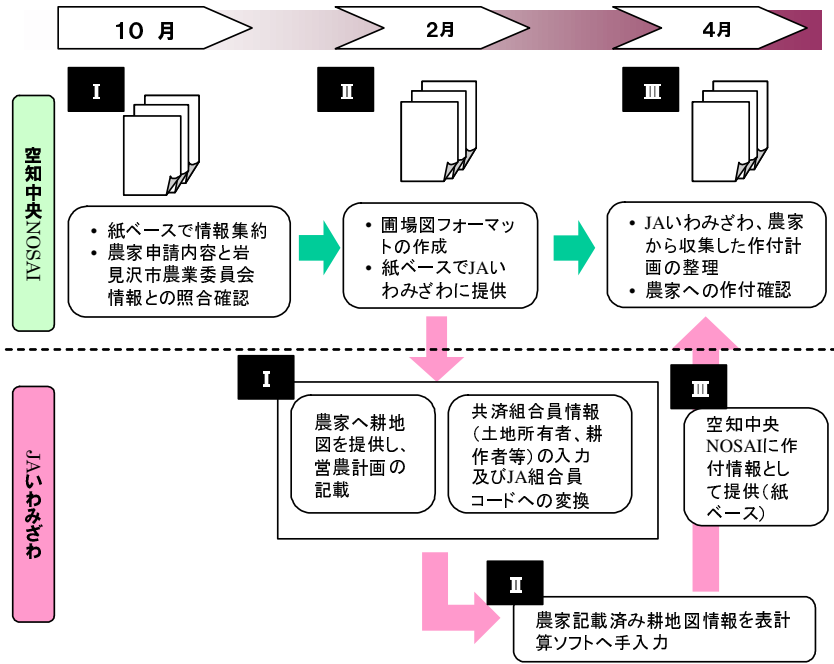 10 月
2月
4月
Ⅰ
Ⅱ
Ⅲ
空知中央NOSAI
• 紙ベースで情報集約
• 農家申請内容と岩
見沢市農業委員会
情報との照合確認
• 圃場図フォーマッ
トの作成
• 紙ベースでJAい
わみざわに提供
• JAいわみざわ、農家
から収集した作付計
画の整理
• 農家への作付確認
JAいわみざわ
Ⅰ
農家へ耕地
図を提供し、
営農計画の
記載
共済組合員情報
(土地所有者、耕
作者等)の入力
及びJA組合員
コードへの変換
Ⅱ
農家記載済み耕地図情報を表計
算ソフトへ手入力
Ⅲ
空知中央
NOSAIに作
付情報とし
て提供(紙
ベース)